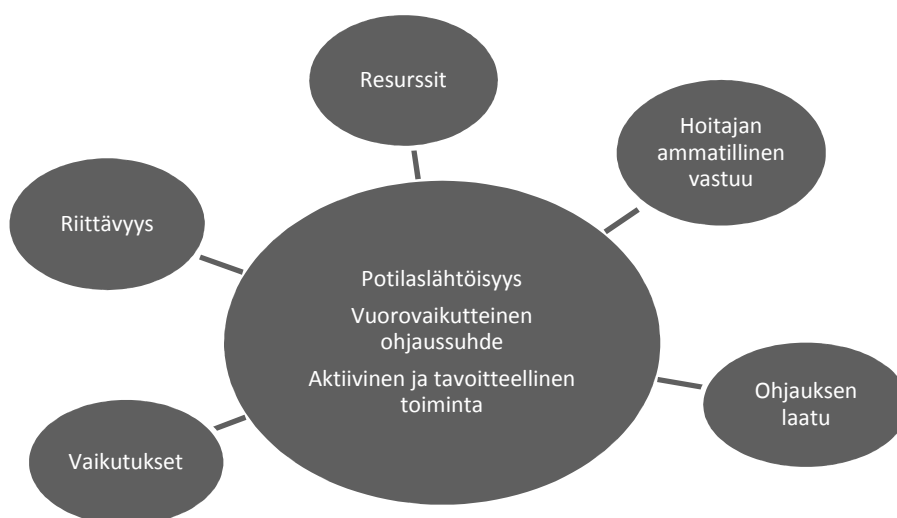 Resurssit
Hoitajan
ammatillinen
vastuu
Riittävyys
Potilaslähtöisyys
Vuorovaikutteinen
ohjaussuhde
Aktiivinen ja tavoitteellinen
toiminta
Ohjauksen
laatu
Vaikutukset